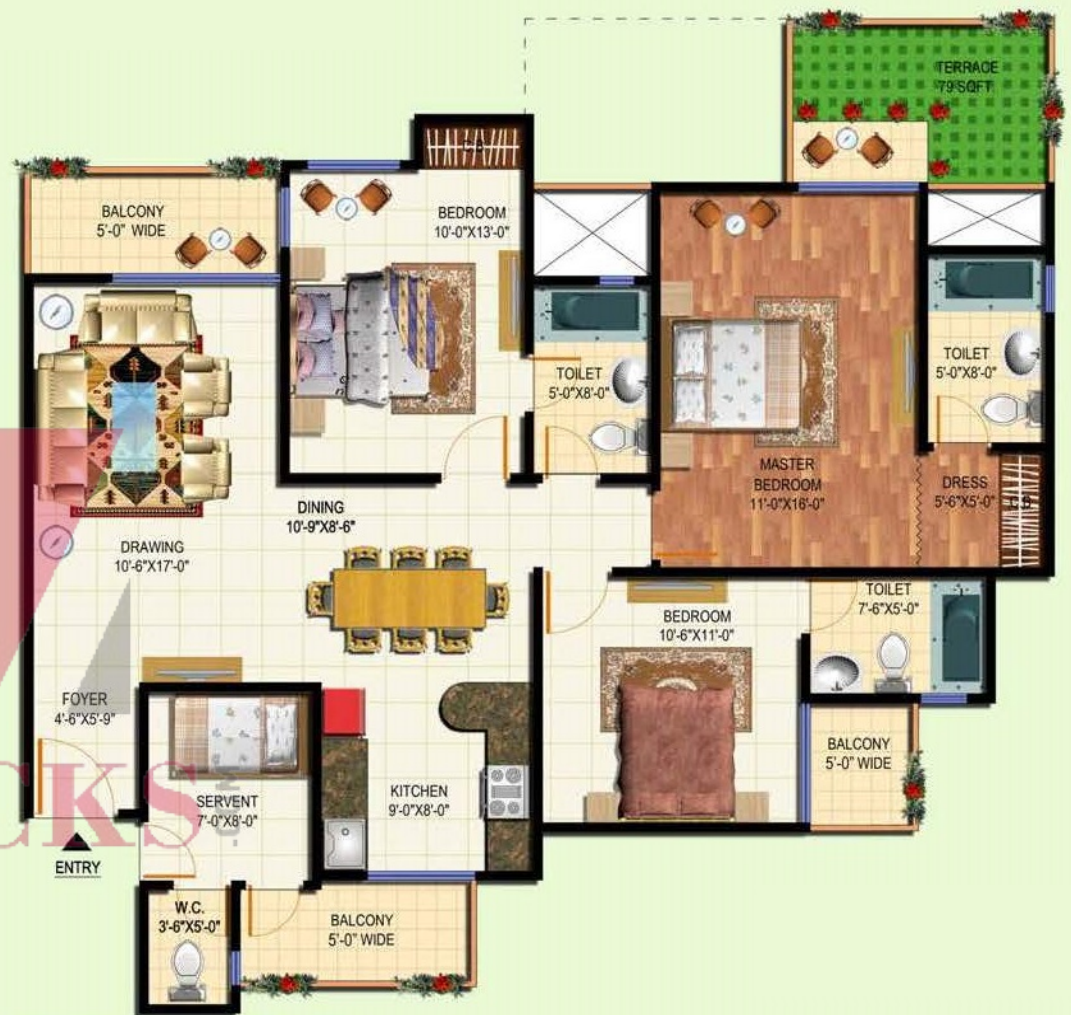 TERRACE
79 SQFT.
BALCONY
5'-0" WIDE
BEDROOM
10'-0"X13'-0"
TOILET
5'-0"X8'-0"
TOILET
5'-0"X8'-0"
MASTER
BEDROOM
11'-0"X16'-0"
DRESS
5'-6"X5'-0"
C.B
DINING
10'-9"X8'-6"
DRAWING
10'-6"X17'-0"
TOILET
7'-6"X5'-0"
BEDROOM
10'-6"X11'-0"
FOYER
4'-6"X5'-9"
BALCONY
5'-0" WIDE
SERVENT
7'-0"X8'-0"
KITCHEN
9'-0"X8'-0"
CKS
ENTRY
W.C.
3'-6"X5'-0"
BALCONY
5'-0" WIDE